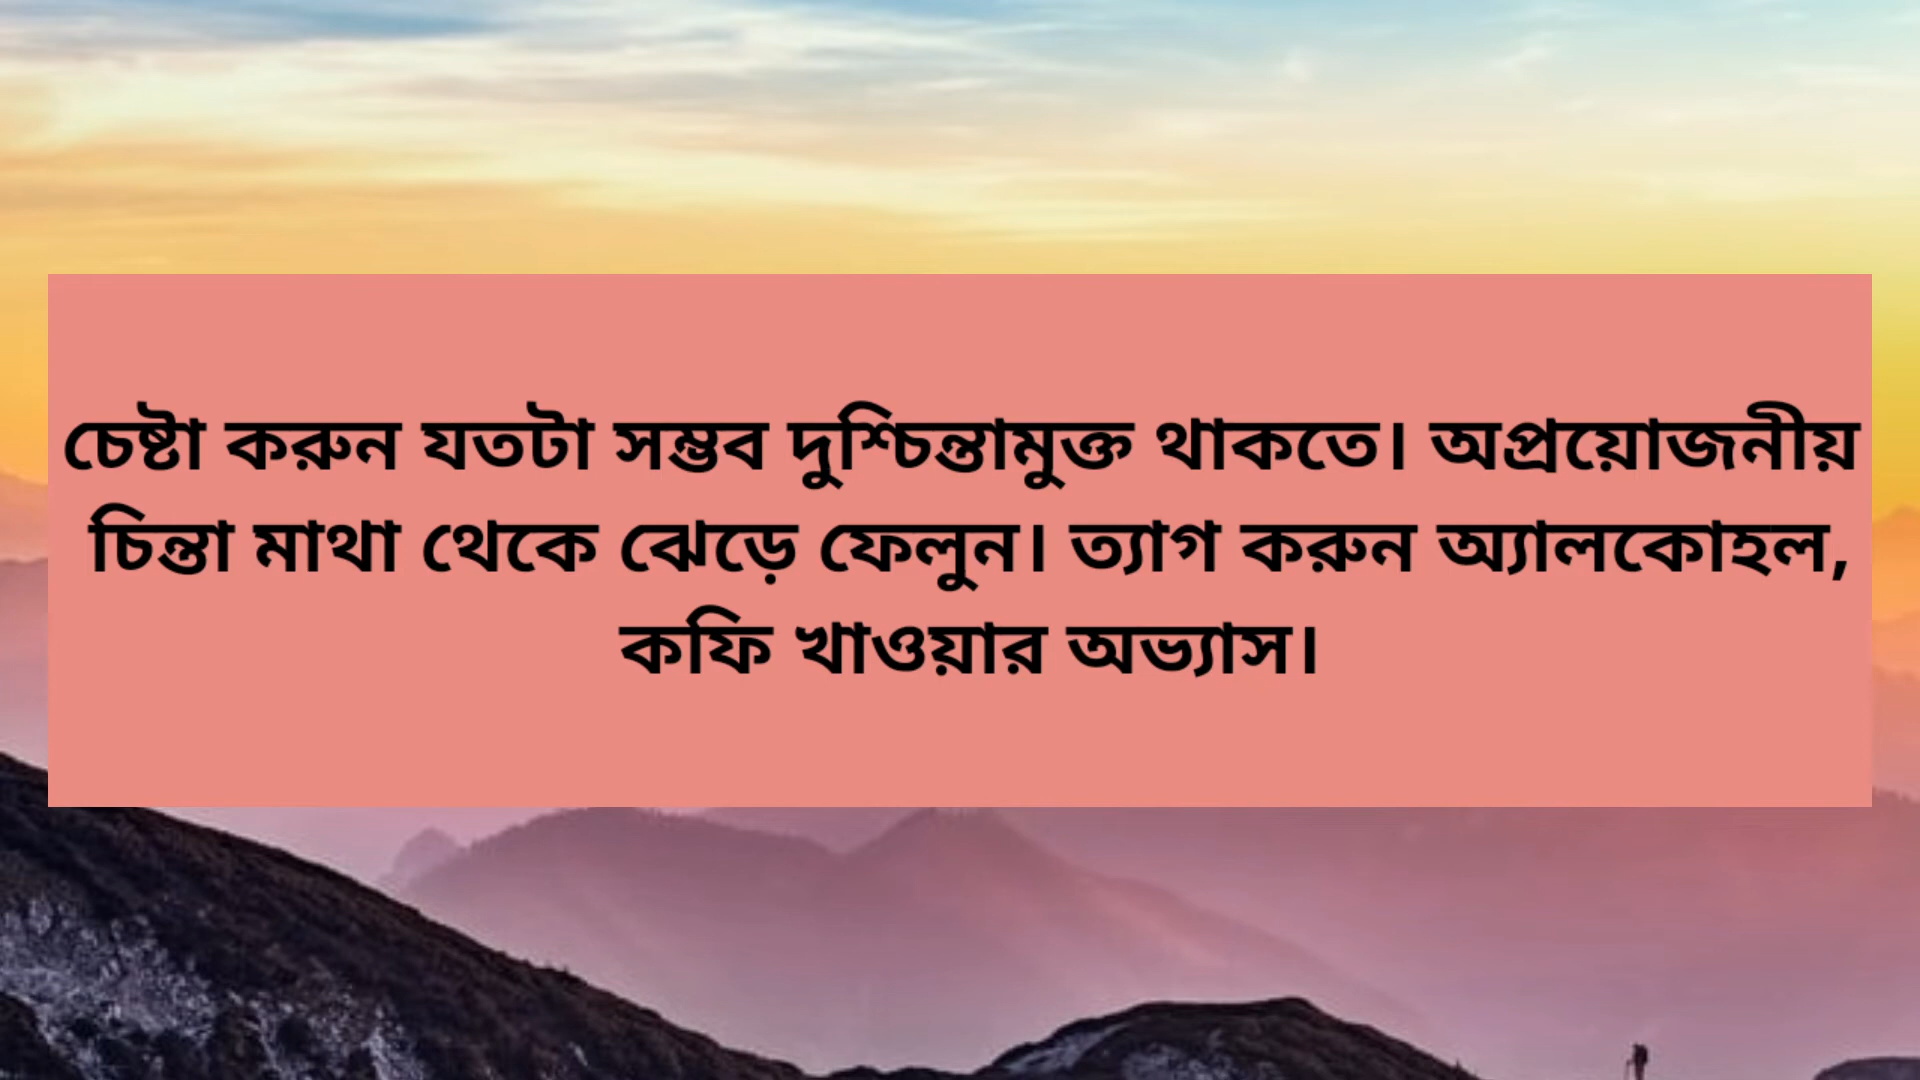 চেষ্টা করুন যতটা সম্ভব দুশ্চিন্তামুক্ত থাকতে। অপ্রয়োজনীয়
চিন্তা মাথা থেকে ঝেড়ে ফেলুন। ত্যাগ করুন অ্যালকোহল,
কফি খাওয়ার অভ্যাস।